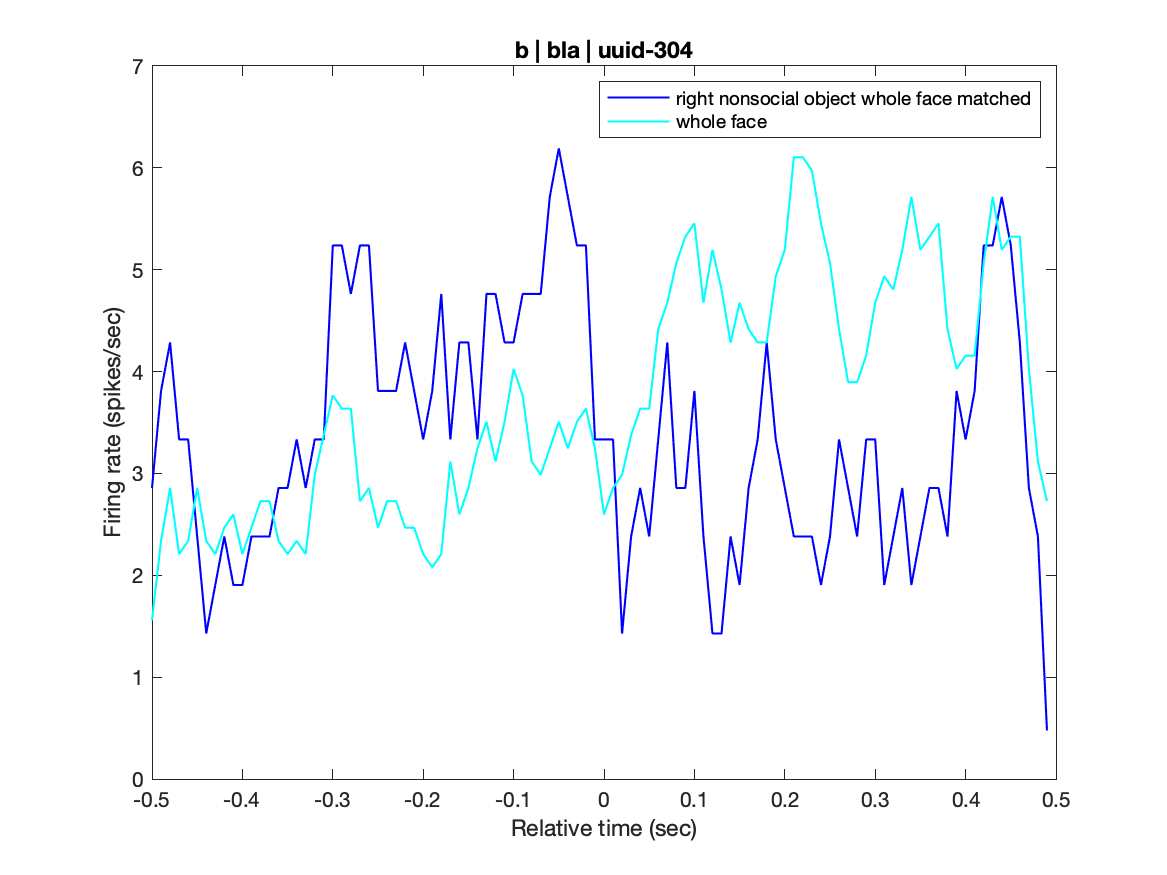 b | bla | uuid-304
right nonsocial object whole face matched
whole face
7
6
5
4
3
2
1
0
Firing rate (spikes/sec)
-0.5 -0.4 -0.3 -0.2 -0.1 0 0.1 0.2 0.3 0.4 0.5
Relative time (sec)